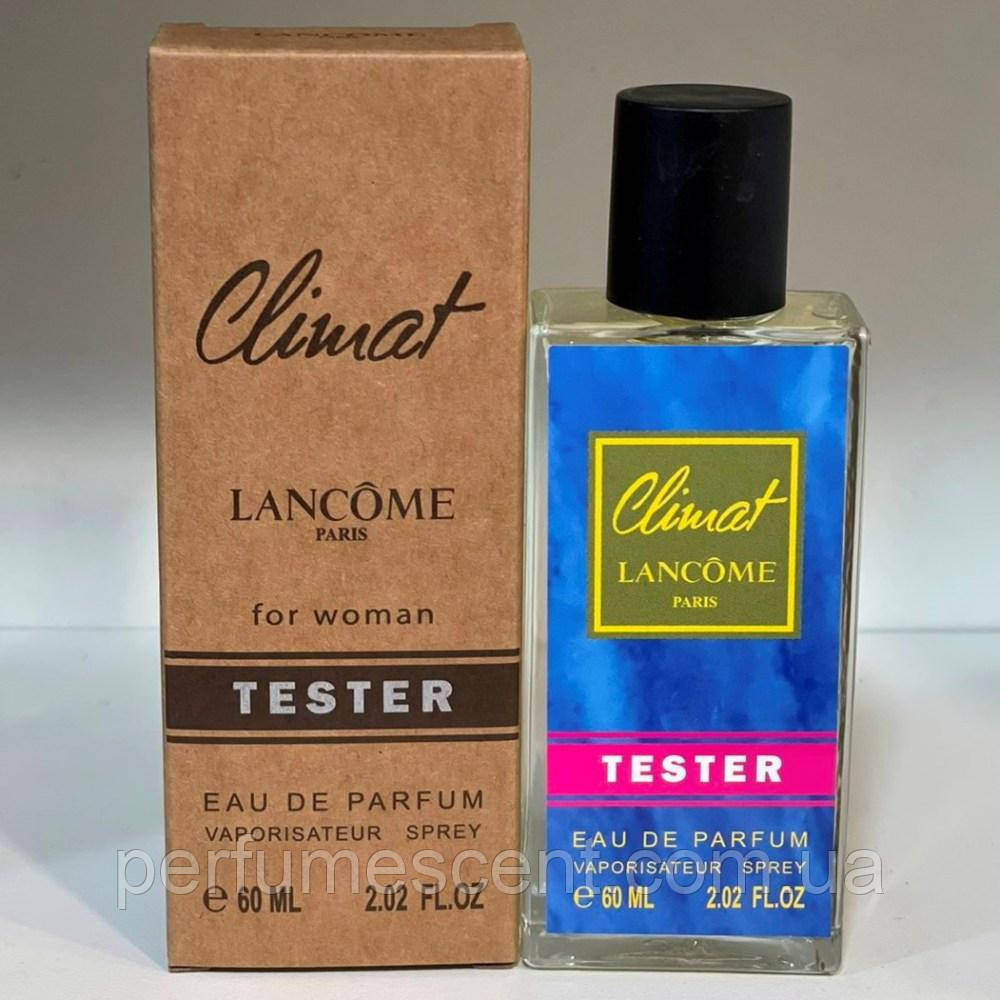 LANCÔME
Climat
LANCÔME
PARIS
for woman
TESTER
EAU DE PARFUM
VAPORISATEUR SPREY
e 60 ML 2.02 FL.OZ
Climat
LANCÔME
PARIS
TESTER
EAU DE PARFUM
VAPORISATEUR SPREY
e 60 ML 2.02 FL.OZ
perfumescent.com.ua